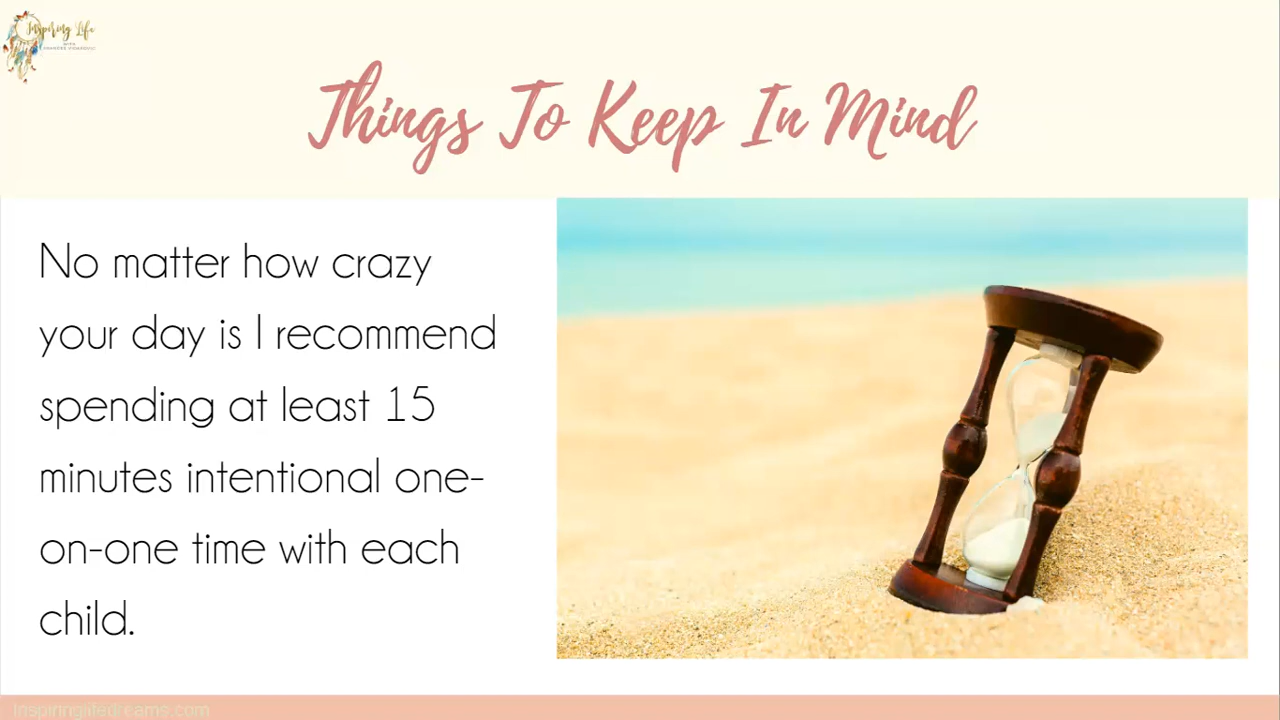 Inspiring Life
Things To Keep In Mind
No matter how crazy
your day is I recommend
spending at least 15
minutes intentional one-
on-one time with each
child.
Inspiringlifedreams.com